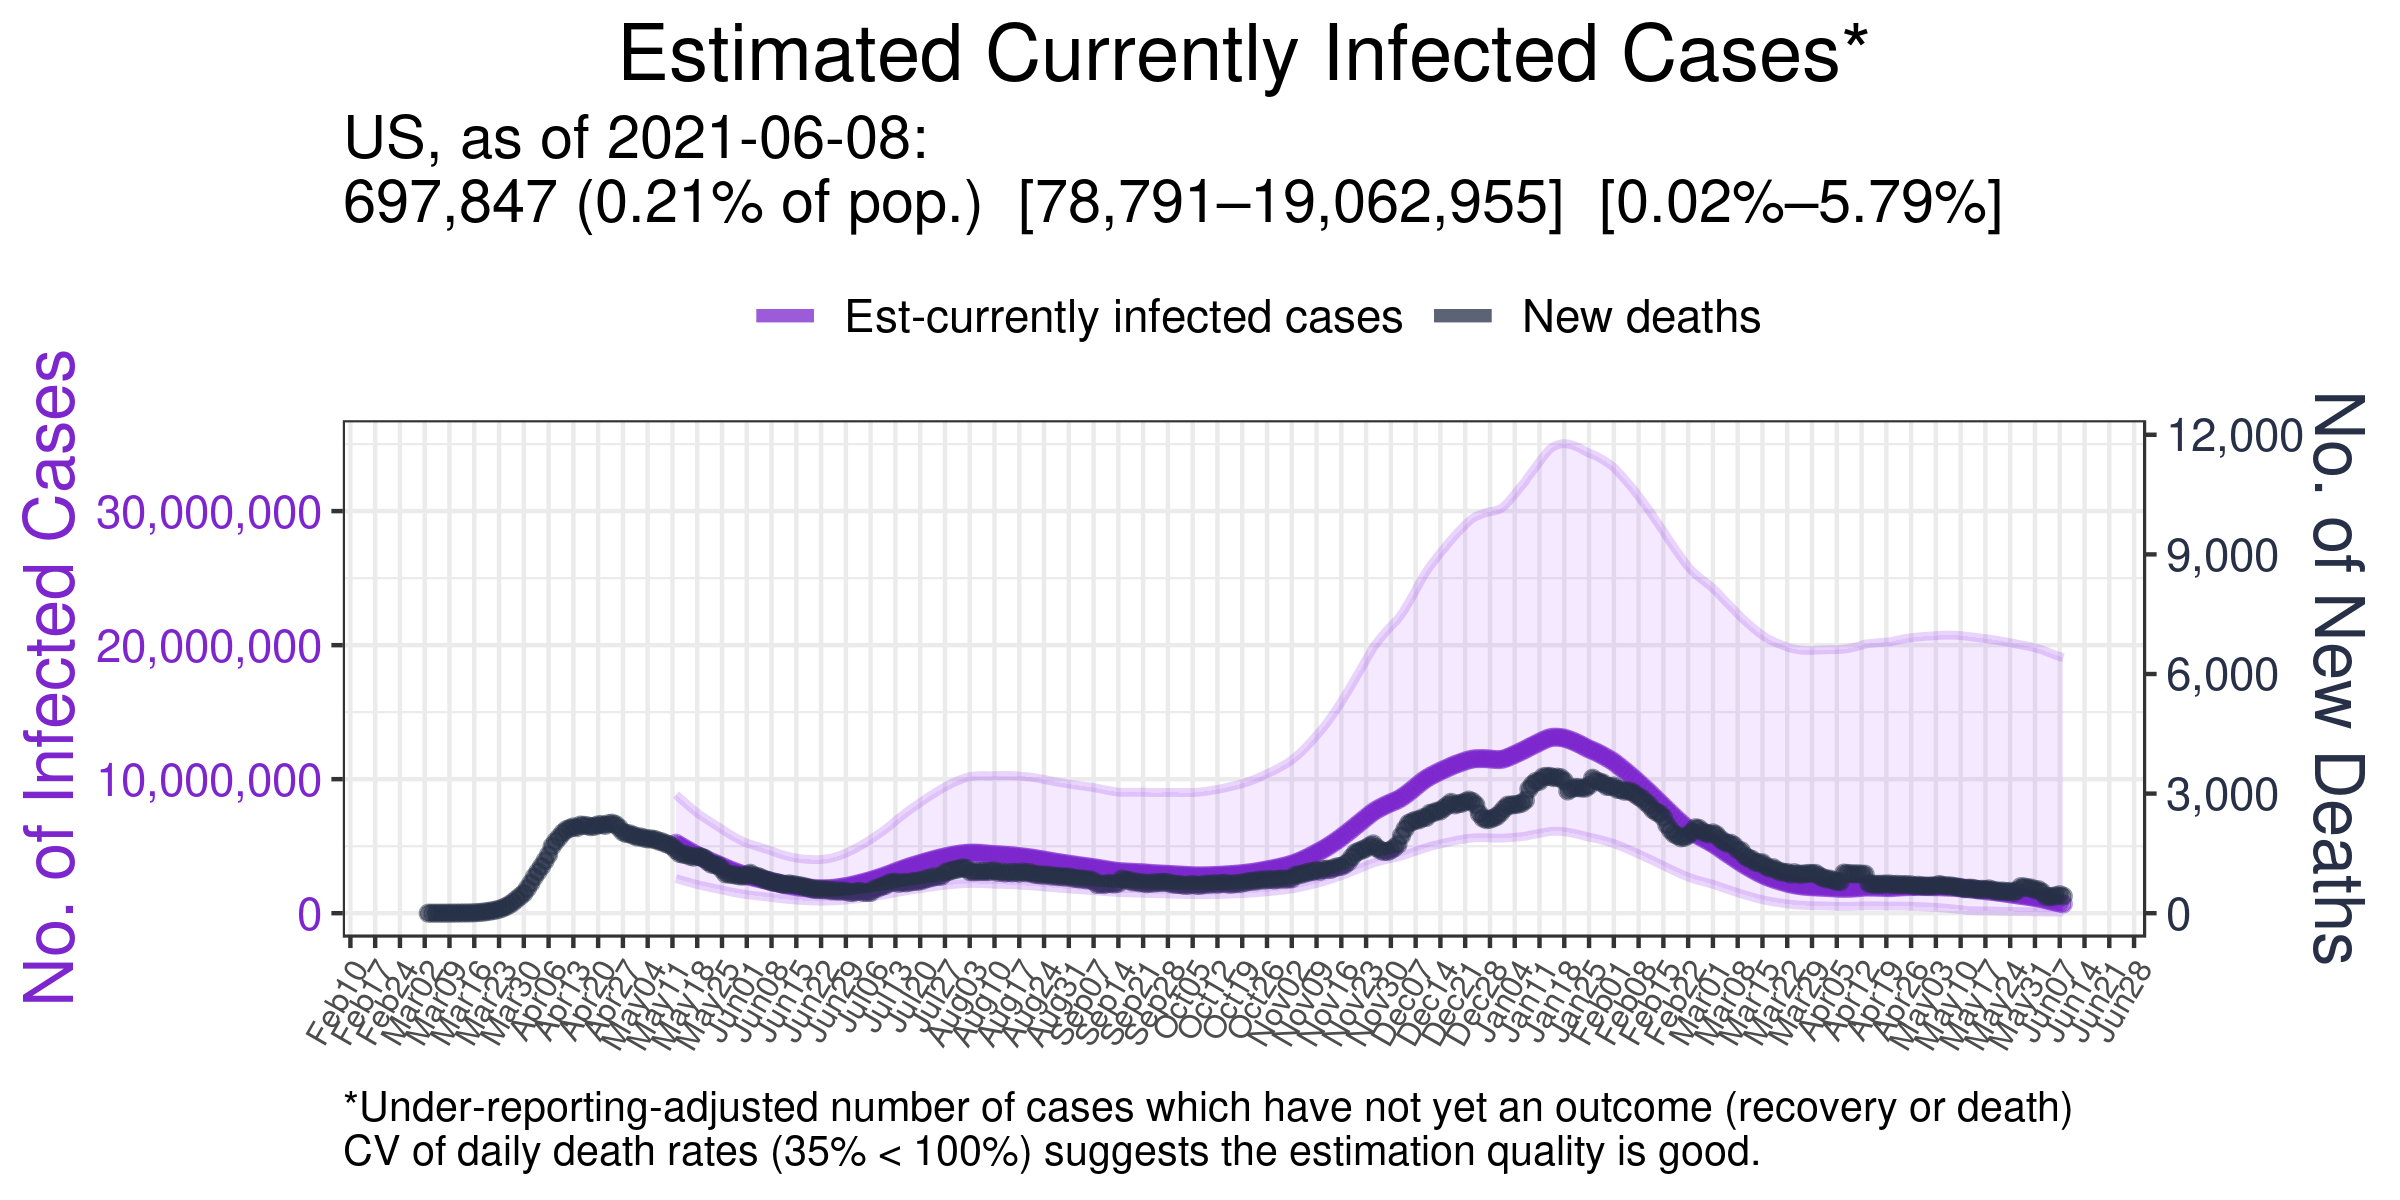 Estimated Currently Infected Cases*
US, as of 2021-06-08:
697,847 (0.21% of pop.) [78,791–19,062,955] [0.02%–5.79%]
Est-currently infected cases
New deaths
No. of Infected Cases
30,000,000
20,000,000
10,000,000
0
12,000
9,000
6,000
3,000
0
No. of New Deaths
Feb10
Feb17
Feb24
Mar02
Mar09
Mar16
Mar23
Mar30
Apr06
Apr13
Apr20
Apr27
May04
May11
May18
May25
Jun01
Jun08
Jun15
Jun22
Jun29
Jul06
Jul13
Jul20
Jul27
Aug03
Aug10
Aug17
Aug24
Aug31
Sep07
Sep14
Sep21
Sep28
Oct05
Oct12
Oct19
Oct26
Nov02
Nov09
Nov16
Nov23
Nov30
Dec07
Dec14
Dec21
Dec28
Jan04
Jan11
Jan18
Jan25
Feb01
Feb08
Feb15
Feb22
Mar01
Mar08
Mar15
Mar22
Mar29
Apr05
Apr12
Apr19
Apr26
May03
May10
May17
May24
May31
Jun07
Jun14
Jun21
Jun28
*Under-reporting-adjusted number of cases which have not yet an outcome (recovery or death)
CV of daily death rates (35% < 100%) suggests the estimation quality is good.